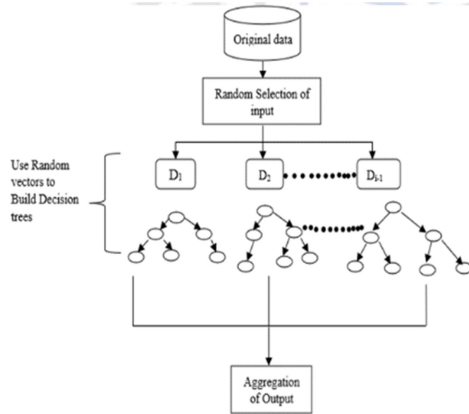 Original data
Random Selection of
input
Use Random
vectors to
Build Decision
trees
D1
D2
Di-1
Aggregation
of Output